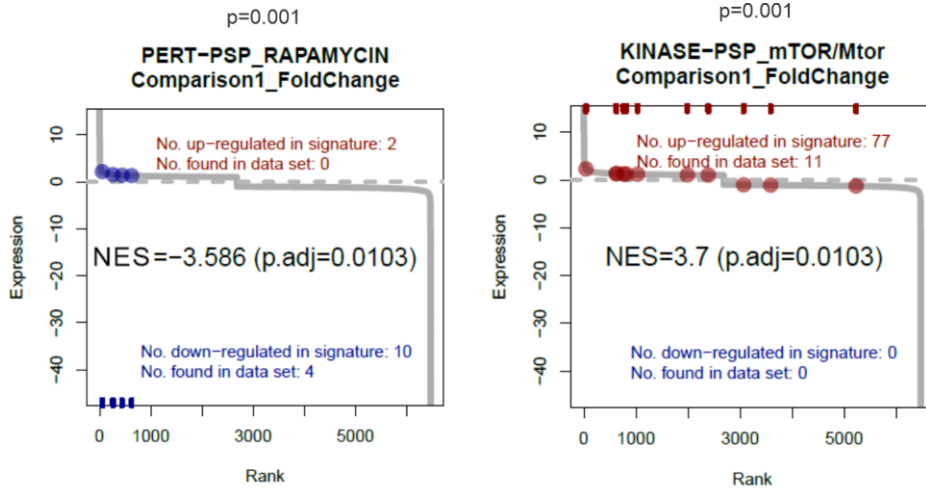 p=0.001
PERT−PSP_RAPAMYCIN
Comparison1_FoldChange
No. up−regulated in signature: 2
No. found in data set: 0
NES=−3.586 (p.adj=0.0103)
No. down−regulated in signature: 10
No. found in data set: 4
Expression
10
0
−10
−20
−30
−40
0 1000 3000 5000
Rank
p=0.001
KINASE−PSP_mTOR/Mtor
Comparison1_FoldChange
No. up−regulated in signature: 77
No. found in data set: 11
NES=3.7 (p.adj=0.0103)
No. down−regulated in signature: 0
No. found in data set: 0
Expression
10
0
−10
−20
−30
−40
0 1000 3000 5000
Rank